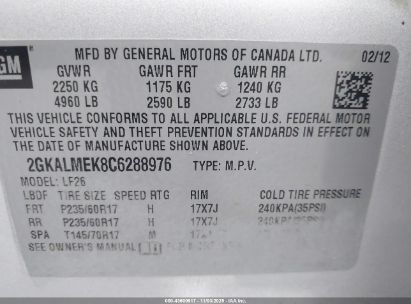 GM
MFD BY GENERAL MOTORS OF CANADA LTD. 02/12
GVWR GAWR FRT GAWR RR
2250 KG 1175 KG 1240 KG
4960 LB 2590 LB 2733 LB
THIS VEHICLE CONFORMS TO ALL APPLICABLE U.S. FEDERAL MOTOR
VEHICLE SAFETY AND THEFT PREVENTION STANDARDS IN EFFECT ON
THE DATE OF MANUFACTURE SHOWN ABOVE.
2GKALMEK8C6288976 TYPE: M.P.V.
MODEL: LF26
LBDF TIRE SIZE SPEED RTG RIM COLD TIRE PRESSURE
FRT P235/60R17 H 17X7J 240KPA(35PSI)
RR P235/60R17 H 17X7J 240KPA(35PSI)
SPA T145/70R17 M
SEE OWNER'S MANUAL